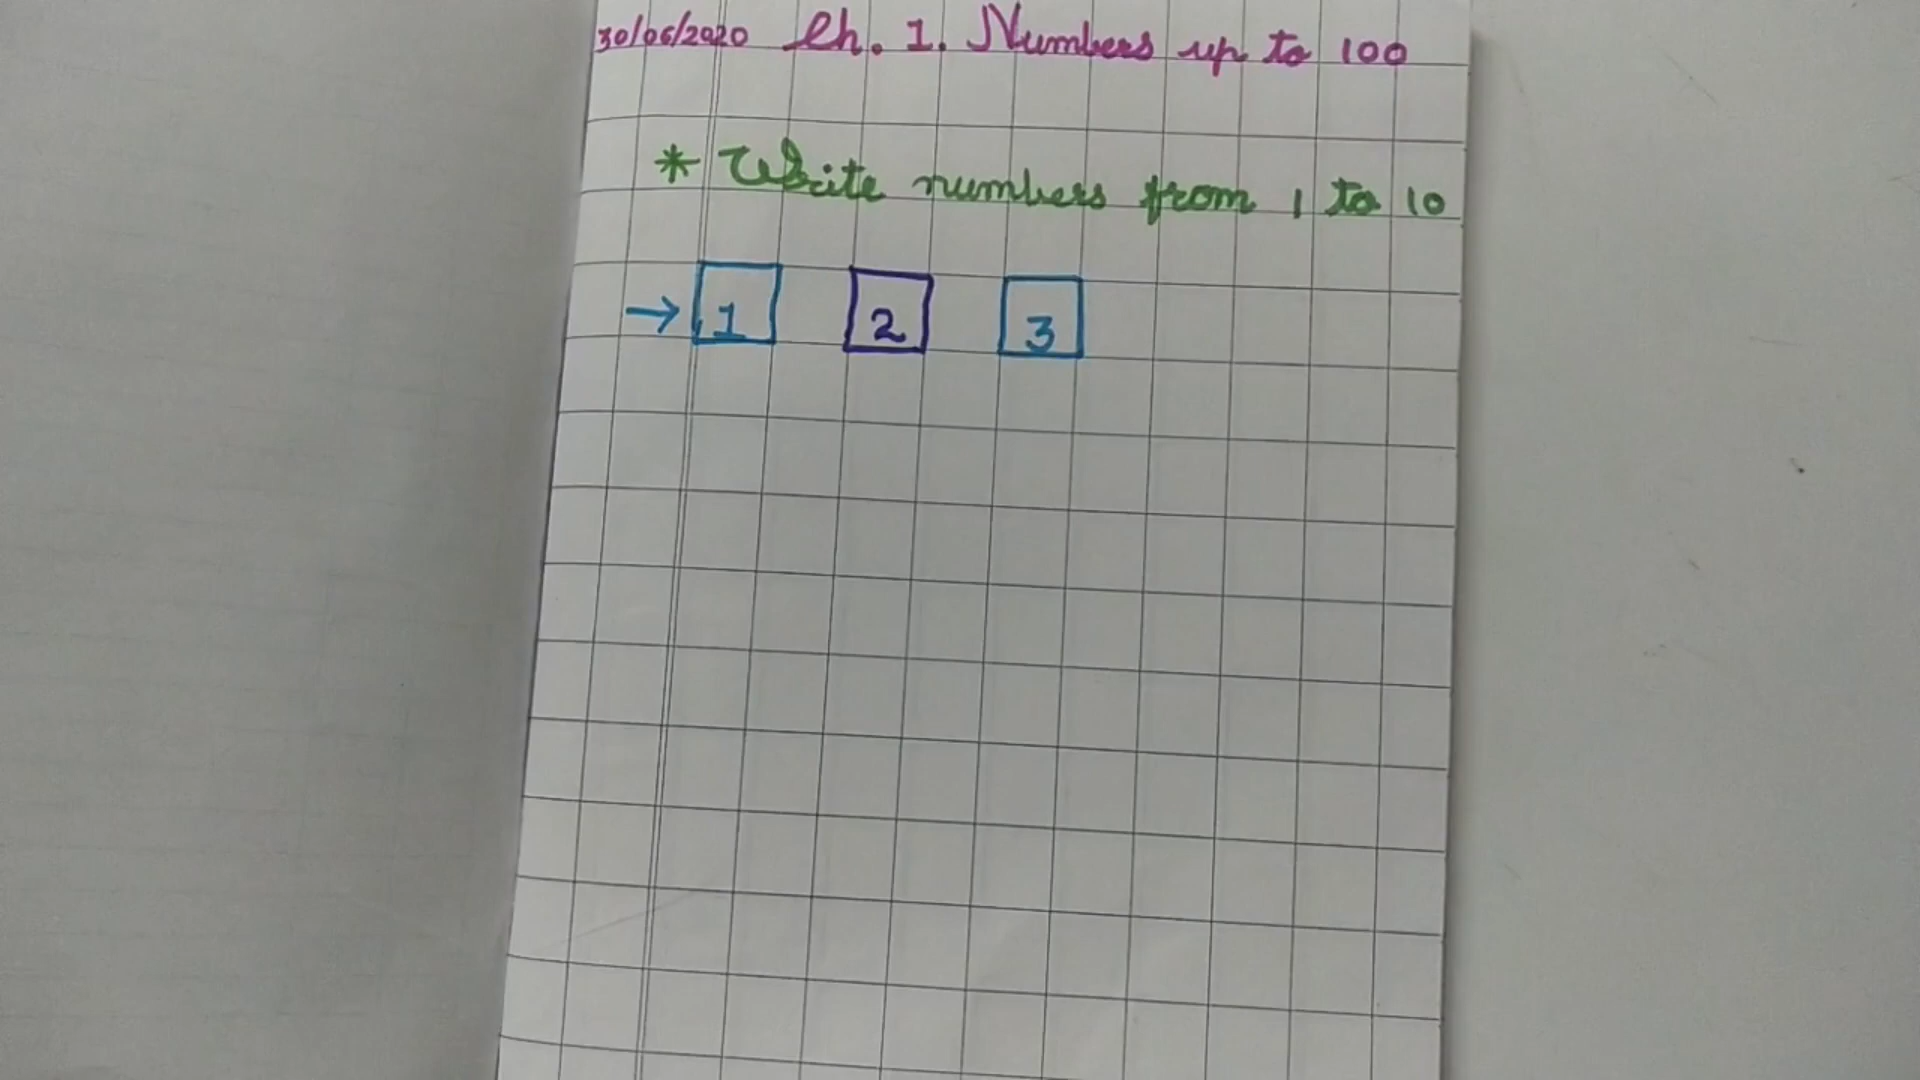 30/06/2020 Ch. 1. Numbers up to 100
* Write numbers from 1 to 10
→ 1 2 3